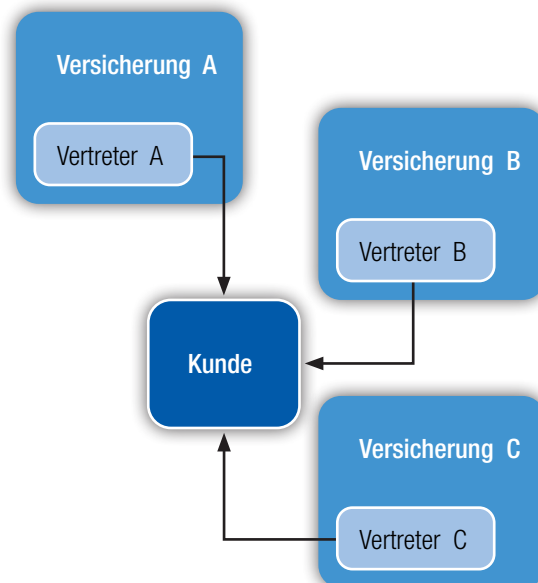 Versicherung A
Vertreter A
Versicherung B
Vertreter B
Kunde
Versicherung C
Vertreter C